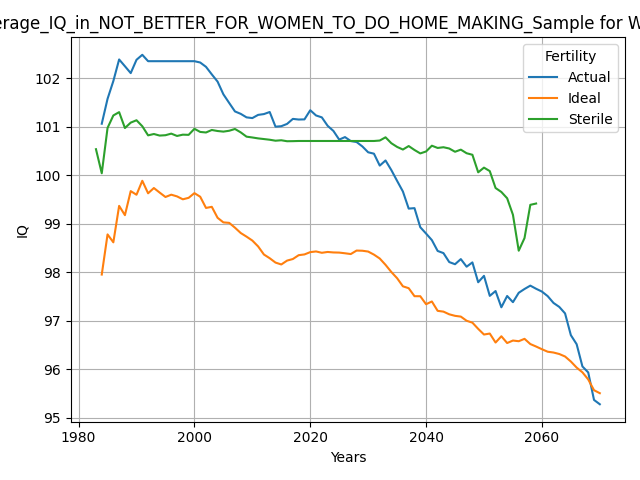 erage_IQ_in_NOT_BETTER_FOR_WOMEN_TO_DO_HOME_MAKING_Sample for W
Fertility
Actual
Ideal
Sterile
102
101
100
99
98
97
96
95
IQ
1980
2000
2020
2040
2060
Years